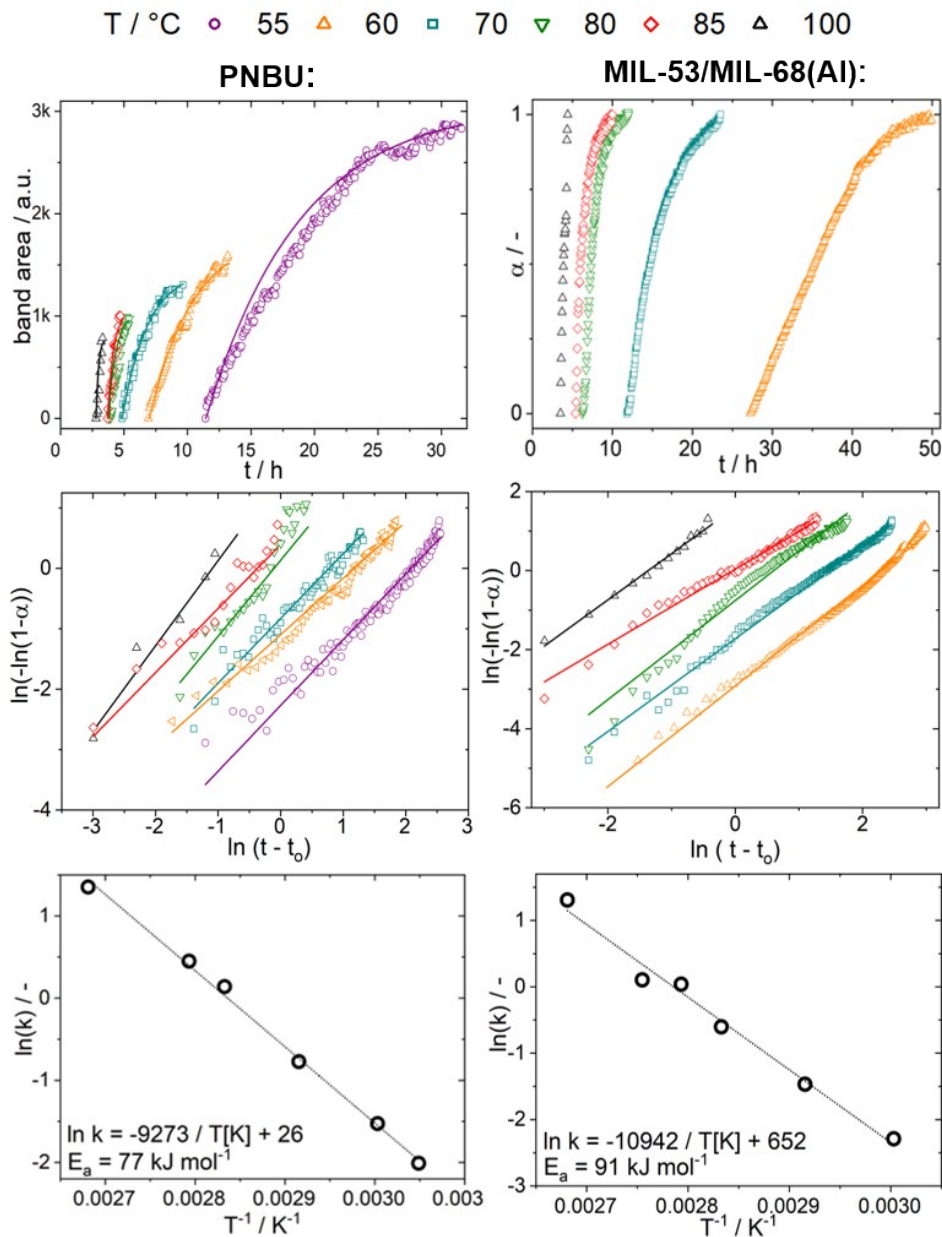 T / °C 55 60 70 80 85 100
PNBU: MIL-53/MIL-68(Al):
band area / a.u.
3k
2k
1k
0
5 10 15 20 25 30
t / h
α / -
1
0
0 5 10 15 20 25 30 35 40 45 50
t / h
ln(-ln(1-α))
0
-2
-4
-3 -2 -1 0 1 2 3
ln (t - to)
ln(-ln(1-α))
2
0
-2
-4
-6
-2 0 2
ln ( t - to)
ln(k) / -
1
0
-1
-2
ln k = -9273 / T[K] + 26
Ea = 77 kJ mol-1
0.0027 0.0028 0.0029 0.0030 0.003
T-1 / K-1
ln(k) / -
1
0
-1
-2
-3
ln k = -10942 / T[K] + 652
Ea = 91 kJ mol-1
0.0027 0.0028 0.0029 0.0030
T-1 / K-1